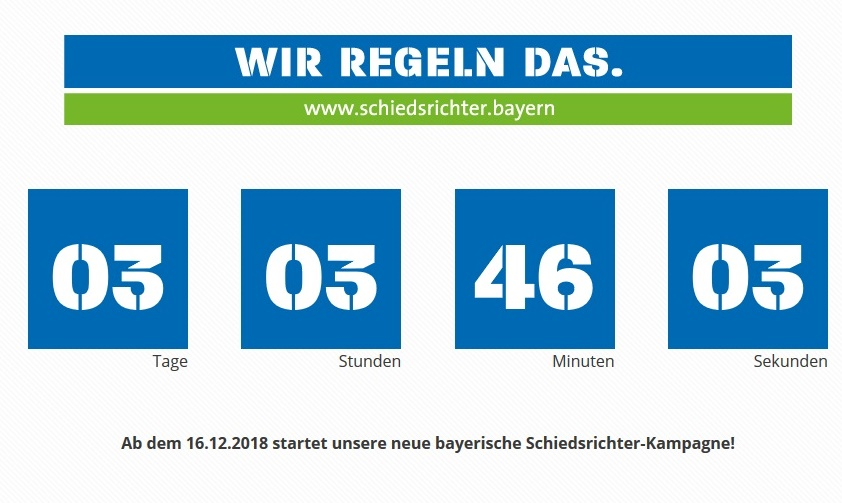 WIR REGELN DAS.
www.schiedsrichter.bayern
03 03 46 03
Tage Stunden Minuten Sekunden
Ab dem 16.12.2018 startet unsere neue bayerische Schiedsrichter-Kampagne!